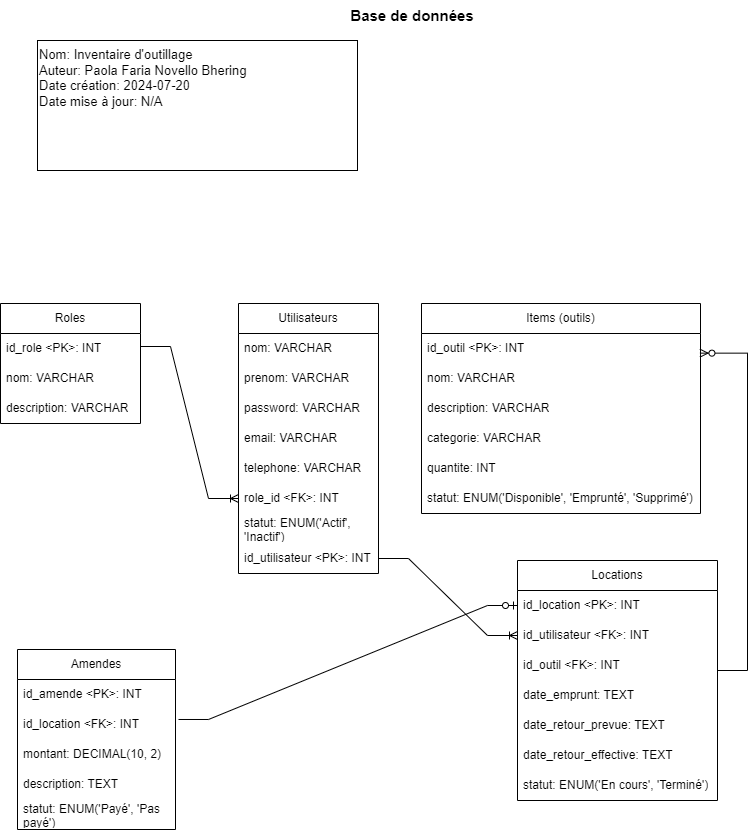 Base de données
Nom: Inventaire d'outillage
Auteur: Paola Faria Novello Bhering
Date création: 2024-07-20
Date mise à jour: N/A
Roles
id_role <PK>: INT
nom: VARCHAR
description: VARCHAR
Utilisateurs
nom: VARCHAR
prenom: VARCHAR
password: VARCHAR
email: VARCHAR
telephone: VARCHAR
role_id <FK>: INT
statut: ENUM('Actif',
'Inactif')
id_utilisateur <PK>: INT
Items (outils)
id_outil <PK>: INT
nom: VARCHAR
description: VARCHAR
categorie: VARCHAR
quantite: INT
statut: ENUM('Disponible', 'Emprunté', 'Supprimé')
Locations
id_location <PK>: INT
id_utilisateur <FK>: INT
id_outil <FK>: INT
date_emprunt: TEXT
date_retour_prevue: TEXT
date_retour_effective: TEXT
statut: ENUM('En cours', 'Terminé')
Amendes
id_amende <PK>: INT
id_location <FK>: INT
montant: DECIMAL(10, 2)
description: TEXT
statut: ENUM('Payé', 'Pas
payé')